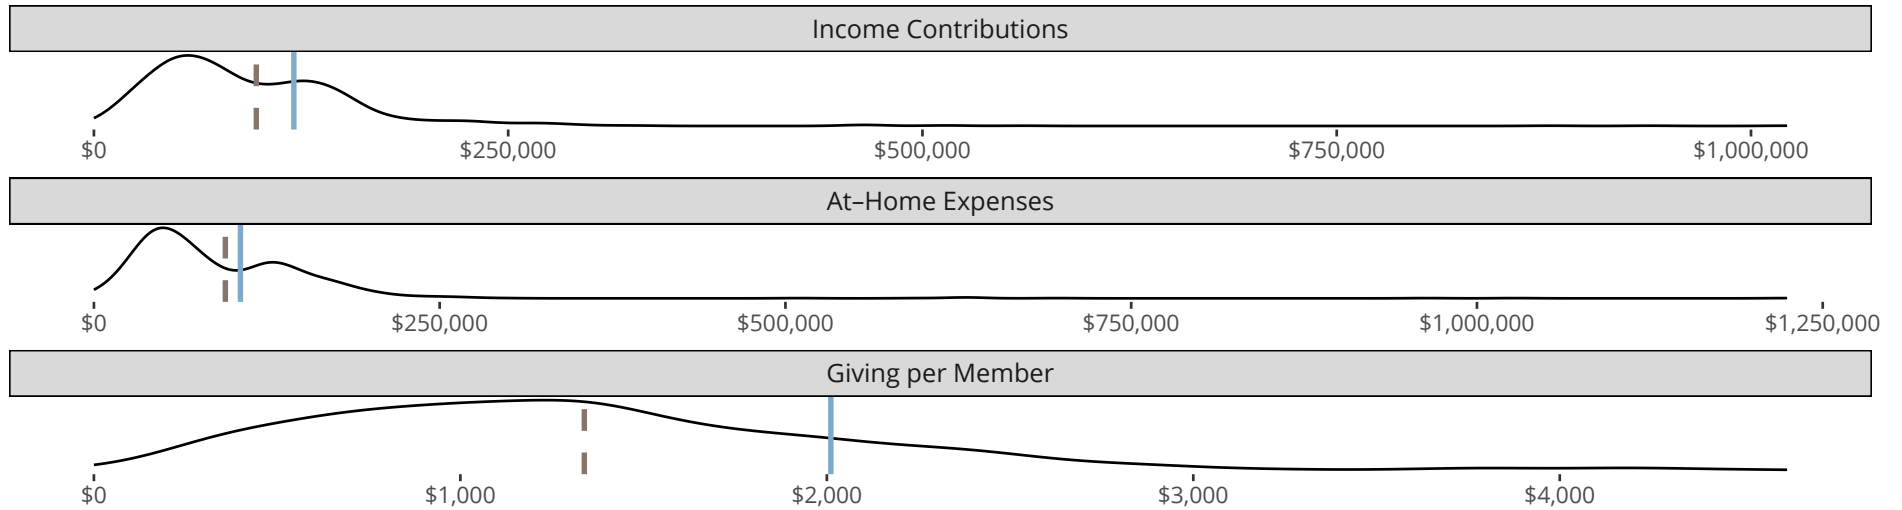 Income Contributions
$0 $250,000 $500,000 $750,000 $1,000,000
At–Home Expenses
$0 $250,000 $500,000 $750,000 $1,000,000 $1,250,000
Giving per Member
$0 $1,000 $2,000 $3,000 $4,000